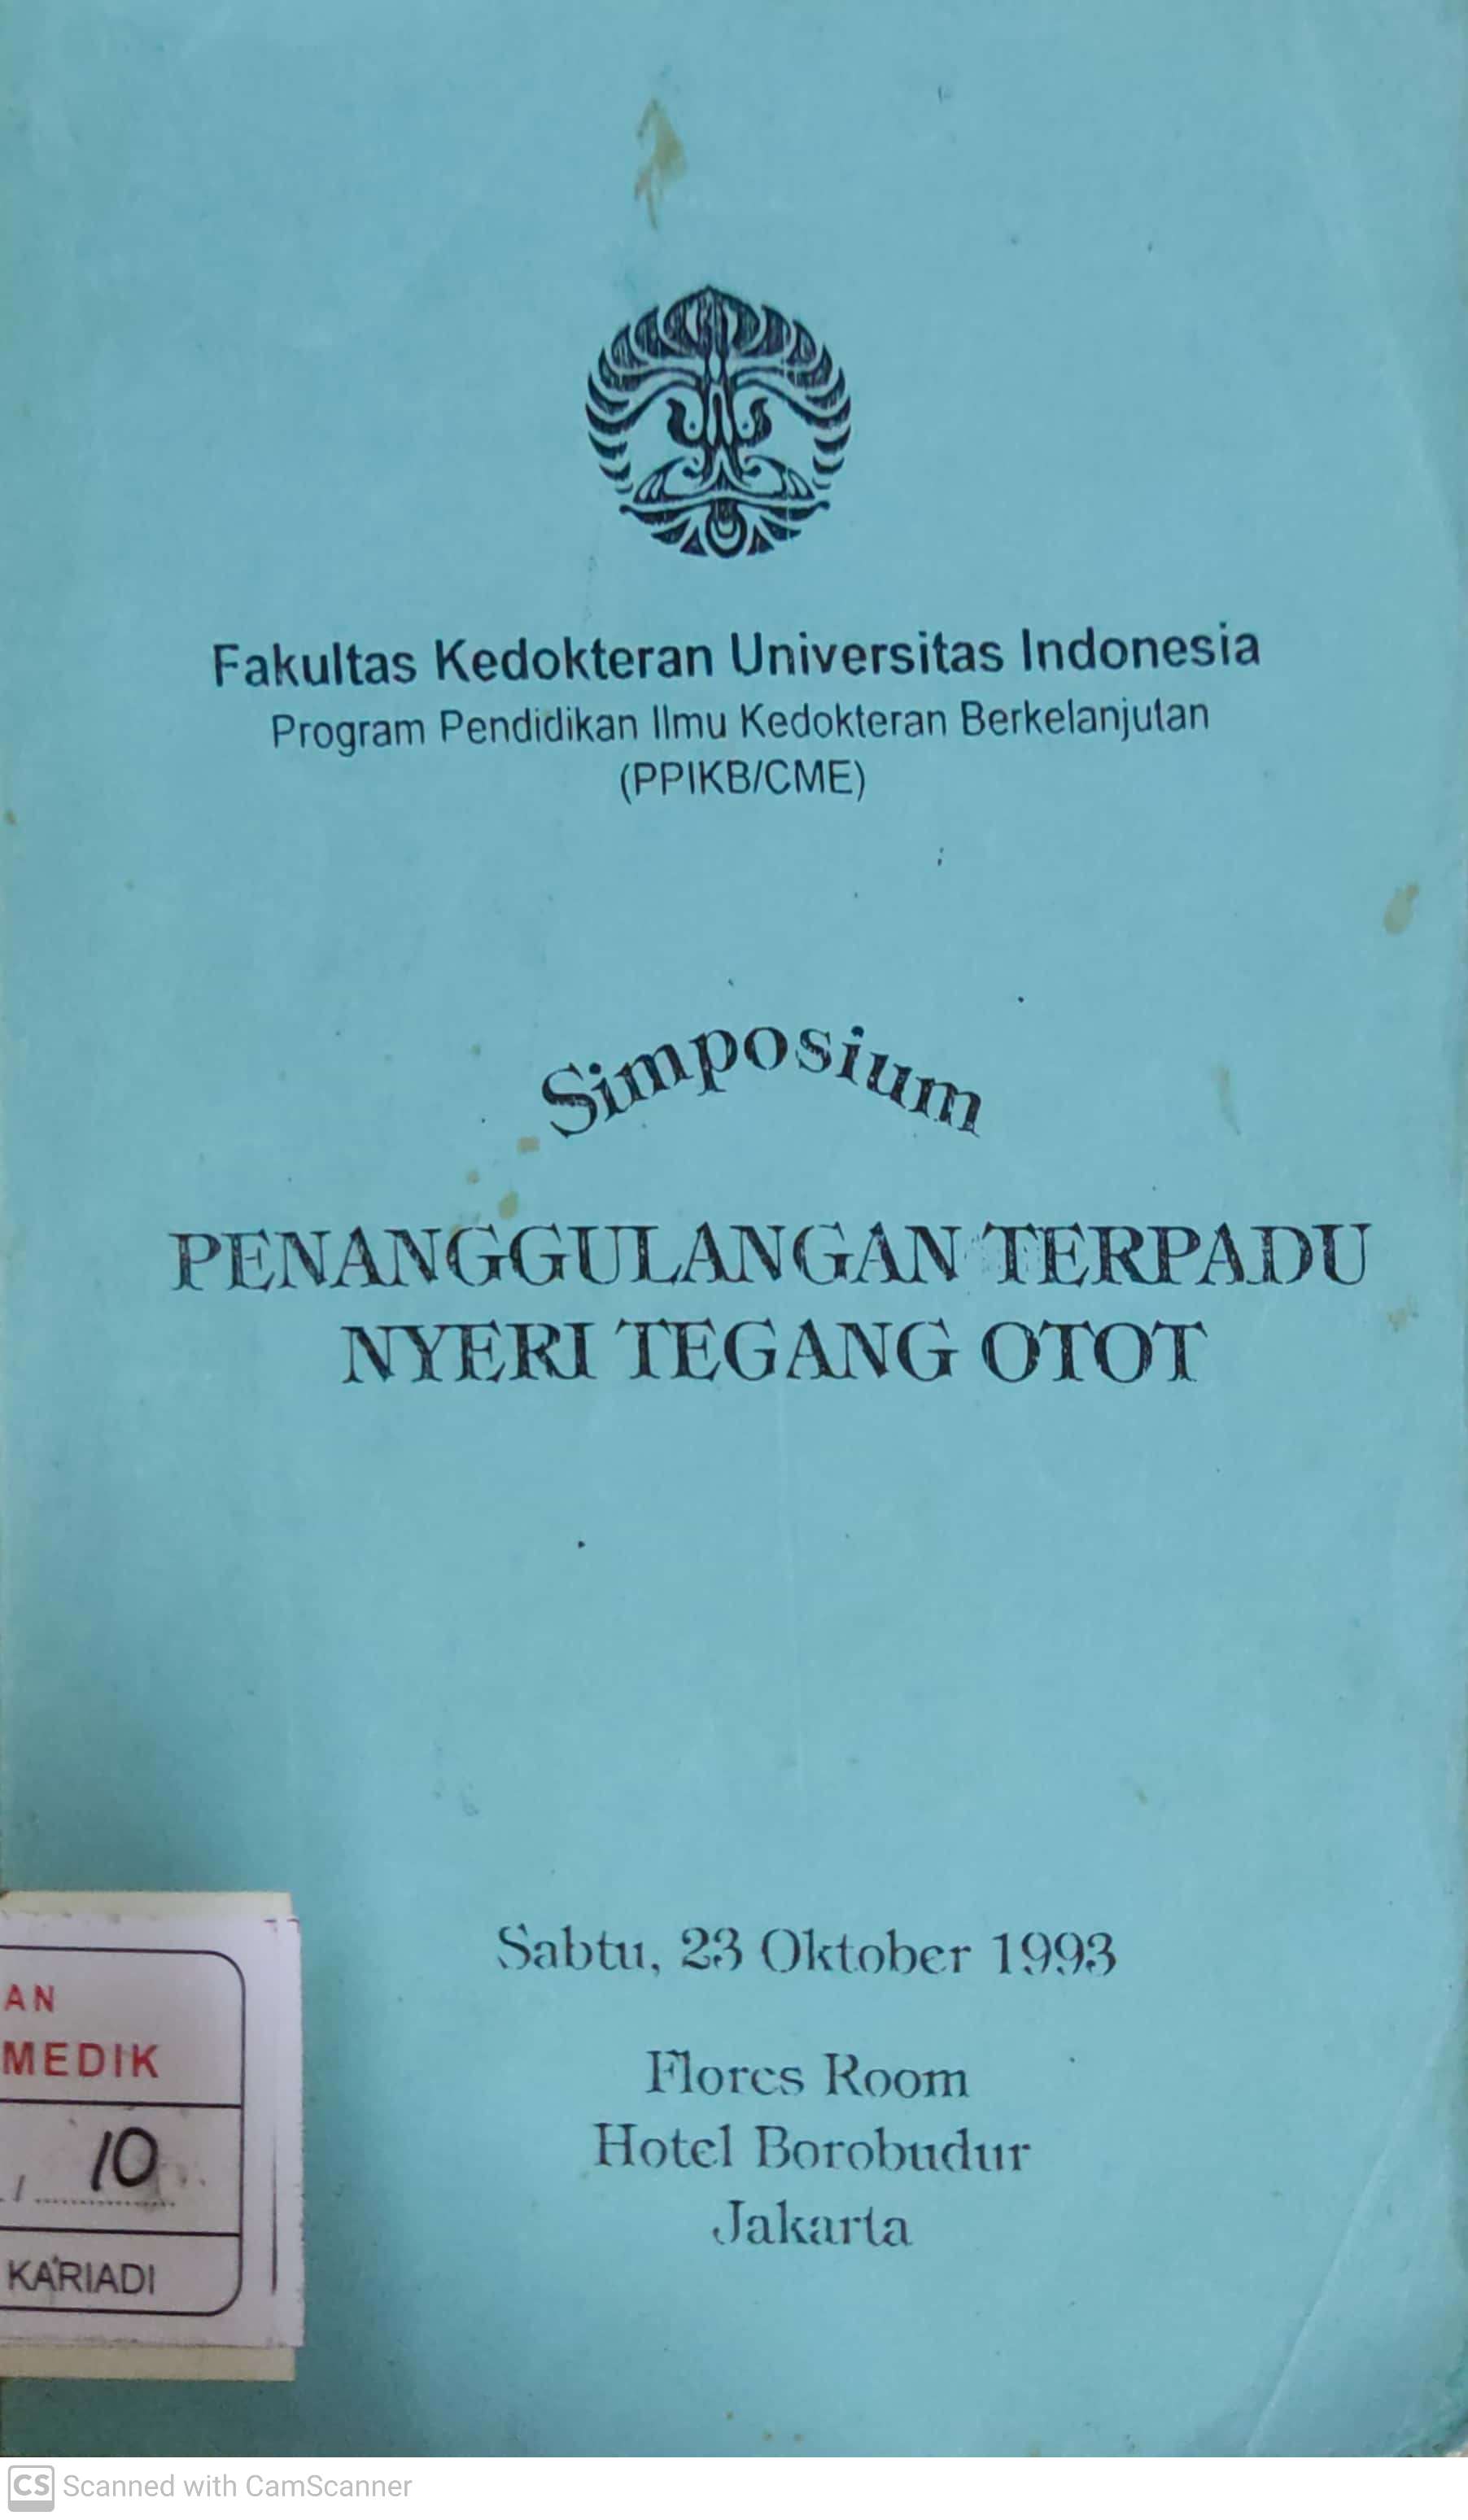 Fakultas Kedokteran Universitas Indonesia
Program Pendidikan Ilmu Kedokteran Berkelanjutan
(PPIKB/CME)
Simposium
PENANGGULANGAN TERPADU
NYERI TEGANG OTOT
Sabtu, 23 Oktober 1993
Flores Room
Hotel Borobudur
Jakarta
AN
MEDIK
/ 10
KARIADI
CS Scanned with CamScanner